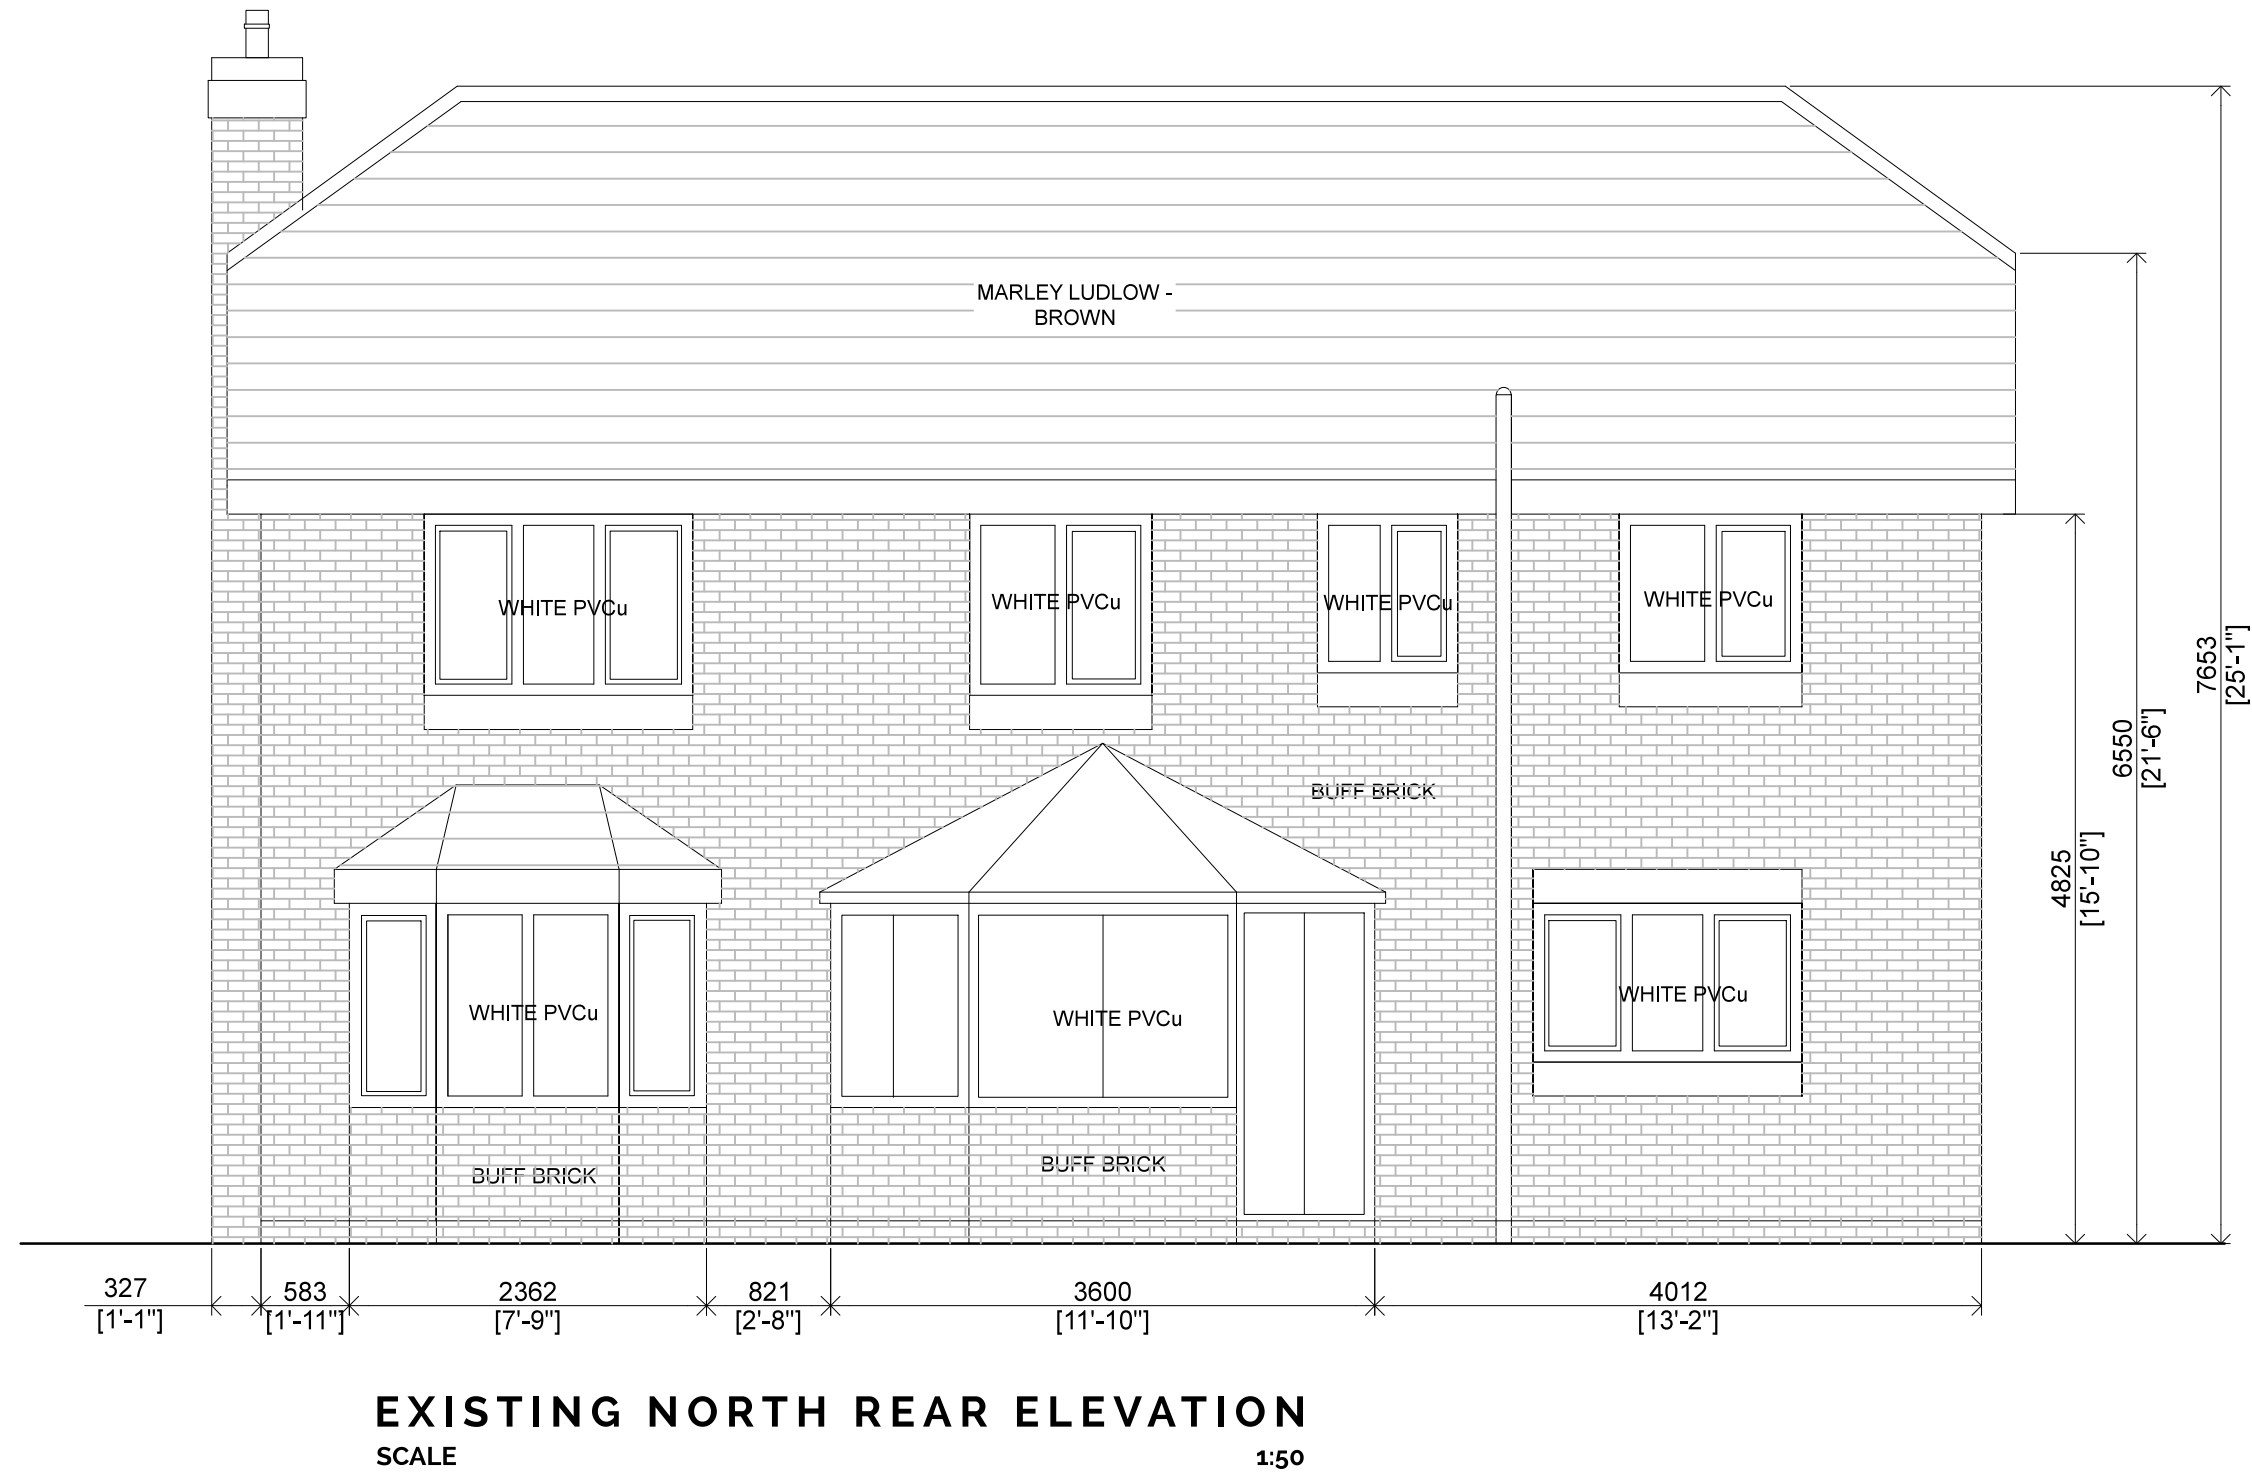 MARLEY LUDLOW -
BROWN
WHITE PVCu
WHITE PVCu
WHITE PVCu
WHITE PVCu
7653
[25'-1"]
6550
[21'-6"]
BUFF BRICK
4825
[15'-10"]
WHITE PVCu
WHITE PVCu
WHITE PVCu
BUFF BRICK
BUFF BRICK
327
[1'-1"]
583
[1'-11"]
2362
[7'-9"]
821
[2'-8"]
3600
[11'-10"]
4012
[13'-2"]
EXISTING NORTH REAR ELEVATION
SCALE 1:50